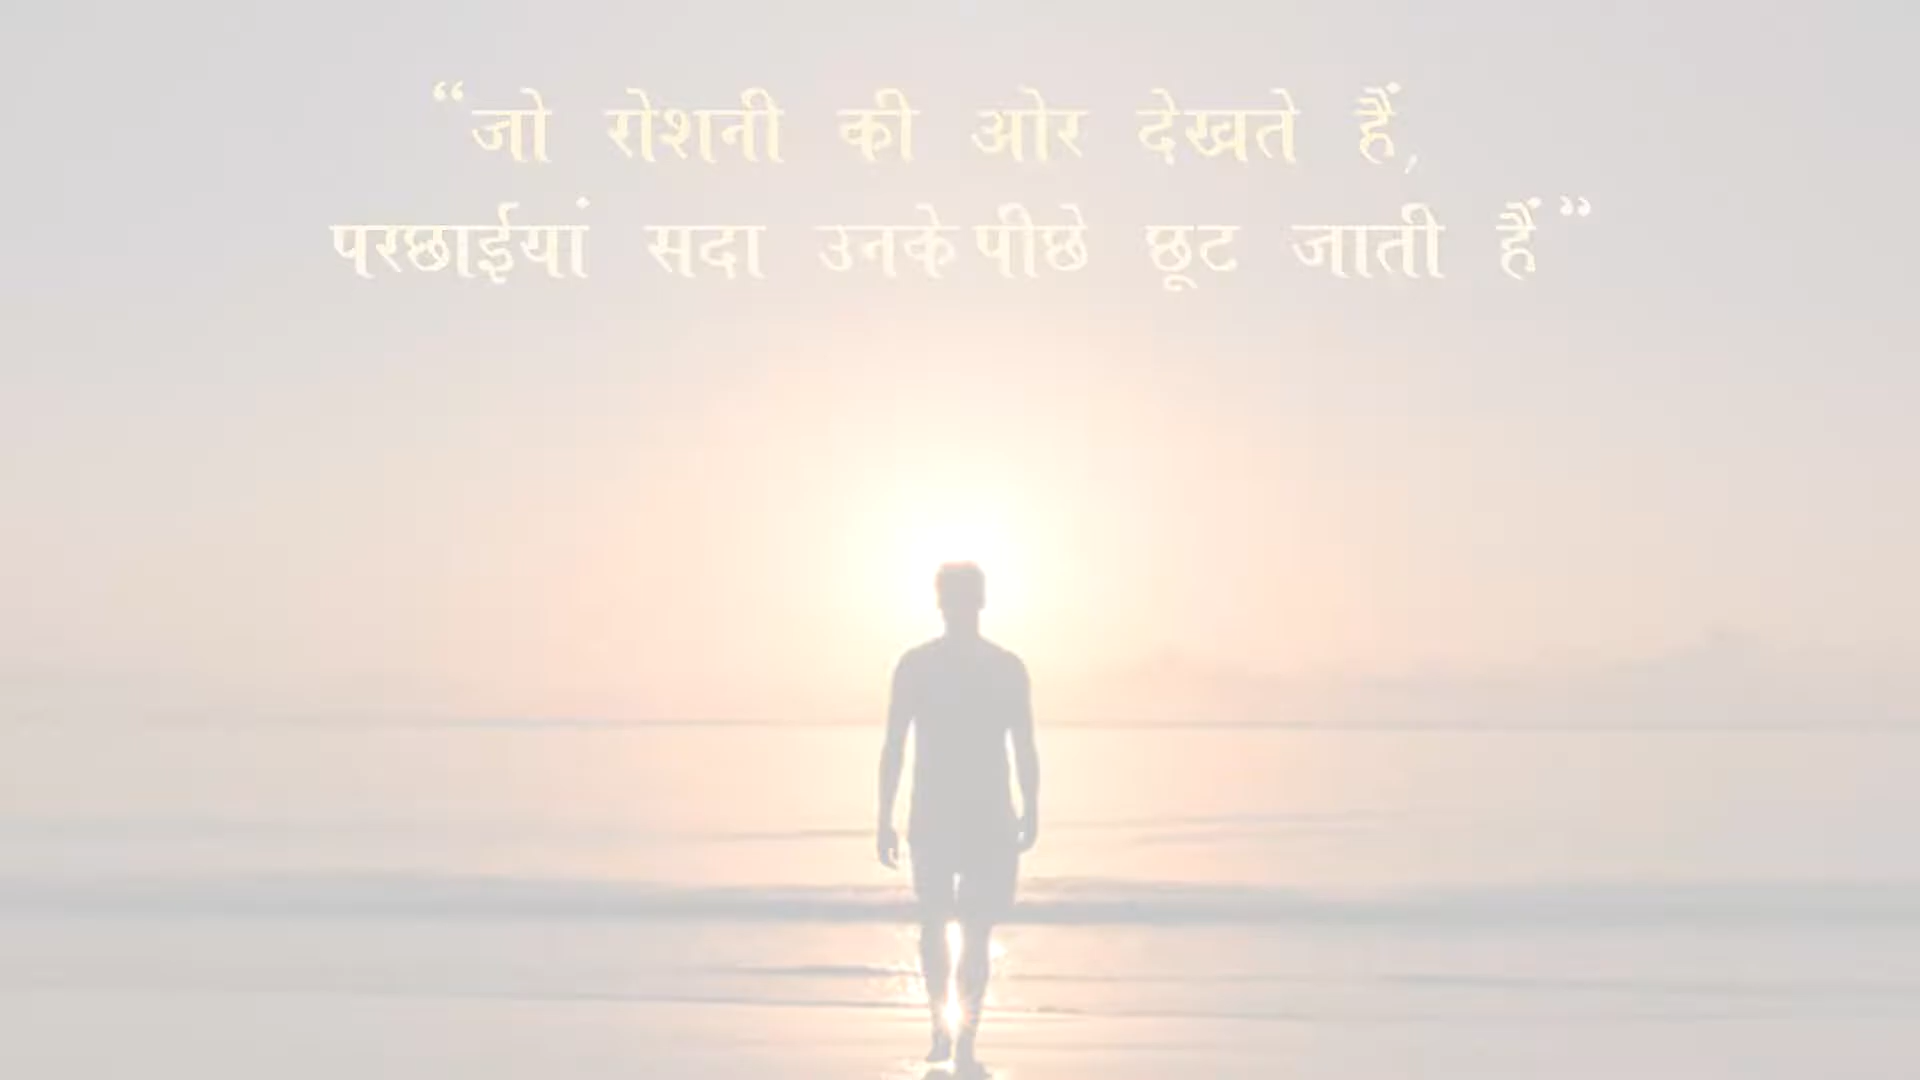 “जो रोशनी की ओर देखते हैं,
परछाईयां सदा उनके पीछे छूट जाती हैं”